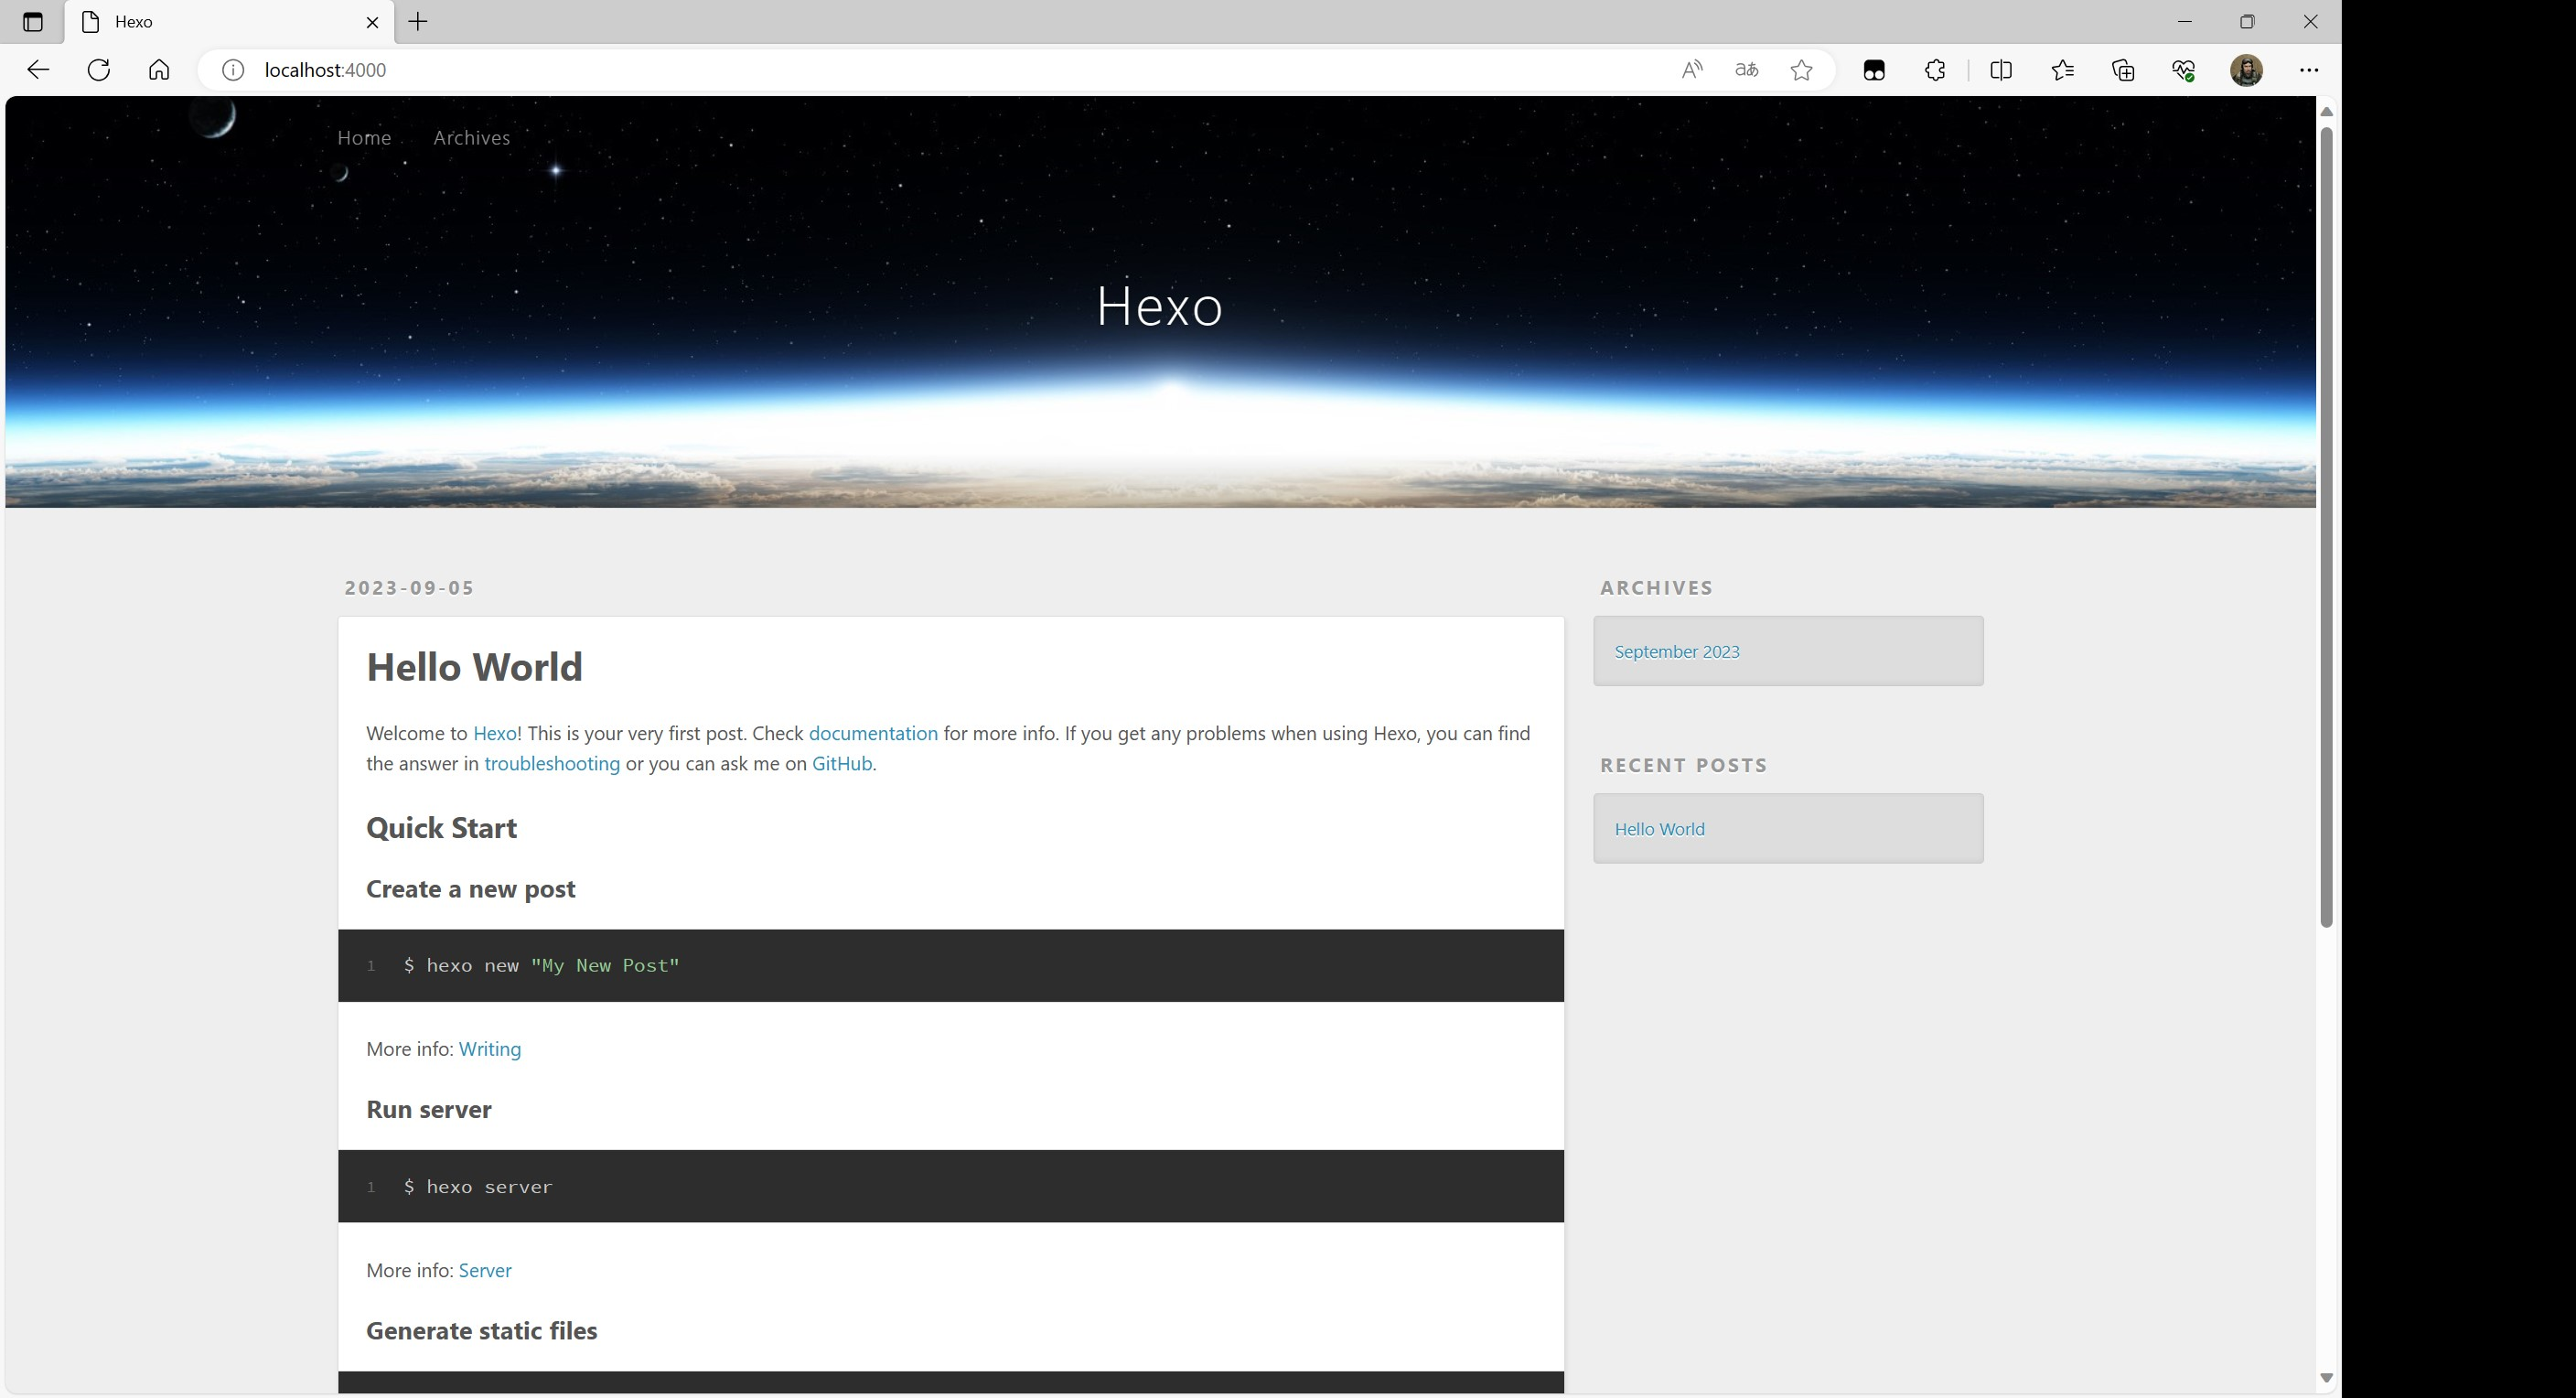 Hexo
localhost:4000
Home Archives
Hexo
2023-09-05
Hello World
Welcome to Hexo! This is your very first post. Check documentation for more info. If you get any problems when using Hexo, you can find
the answer in troubleshooting or you can ask me on GitHub.
Quick Start
Create a new post
1 $ hexo new "My New Post"
More info: Writing
Run server
1 $ hexo server
More info: Server
Generate static files
ARCHIVES
September 2023
RECENT POSTS
Hello World